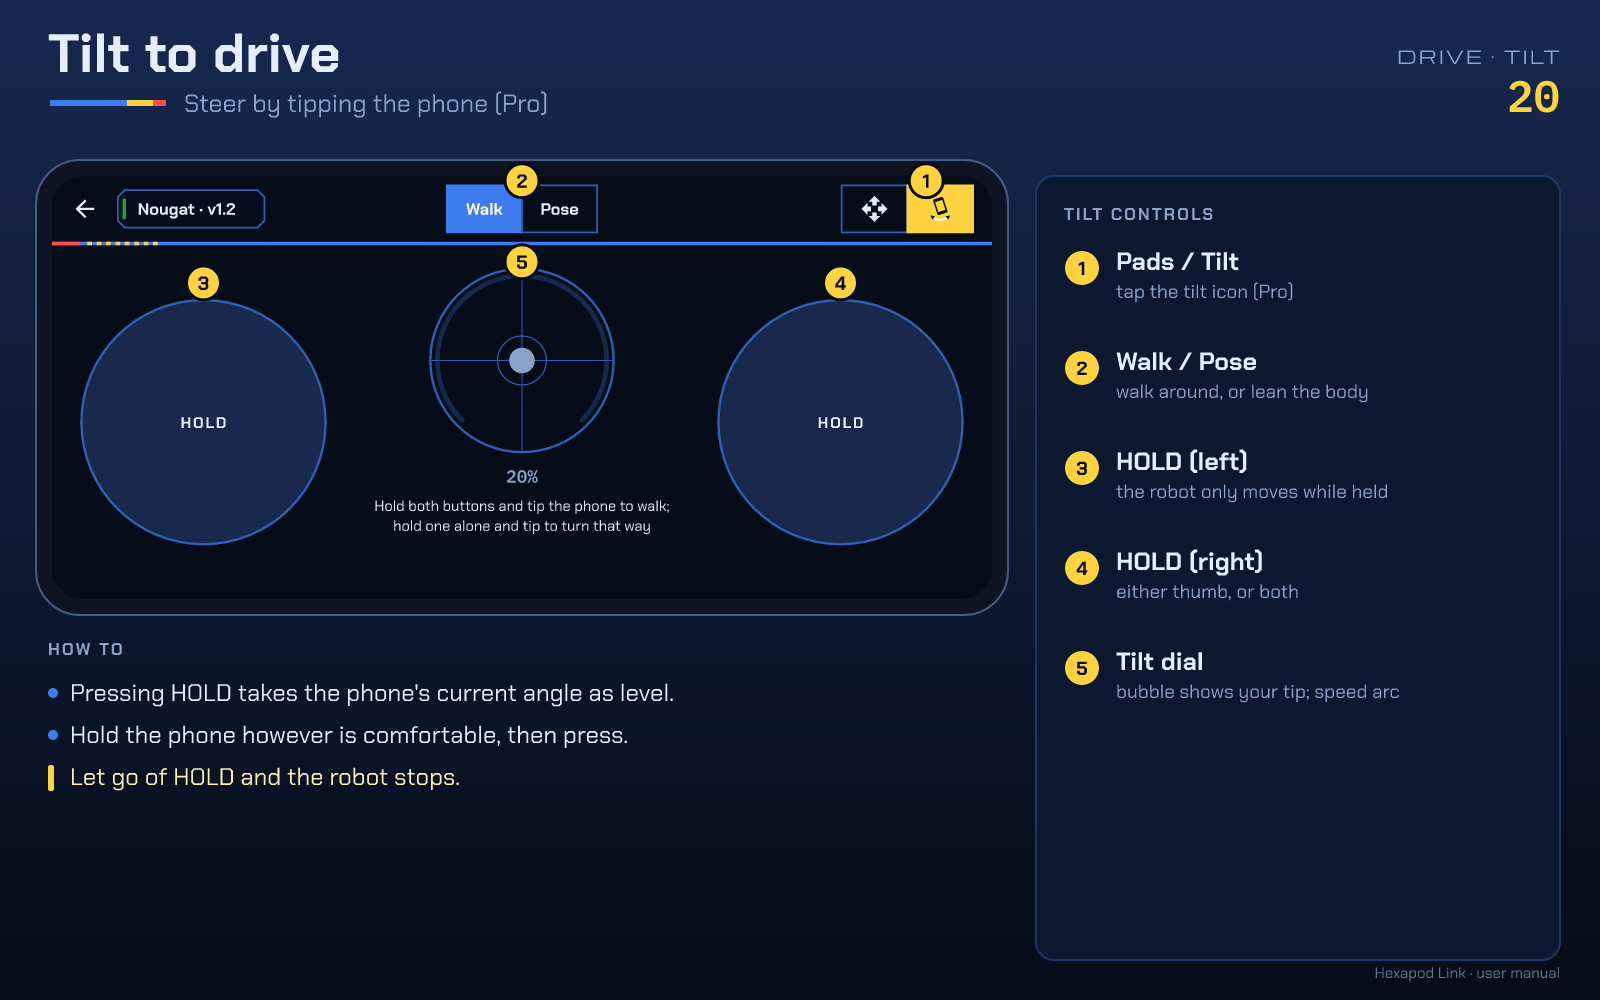 Tilt to drive
Steer by tipping the phone (Pro)
DRIVE · TILT
20
Nougat · v1.2
2
Walk
Pose
1
3
5
4
HOLD
HOLD
20%
Hold both buttons and tip the phone to walk;
hold one alone and tip to turn that way
HOW TO
Pressing HOLD takes the phone's current angle as level.
Hold the phone however is comfortable, then press.
Let go of HOLD and the robot stops.
TILT CONTROLS
1
Pads / Tilt
tap the tilt icon (Pro)
2
Walk / Pose
walk around, or lean the body
3
HOLD (left)
the robot only moves while held
4
HOLD (right)
either thumb, or both
5
Tilt dial
bubble shows your tip; speed arc
Hexapod Link · user manual